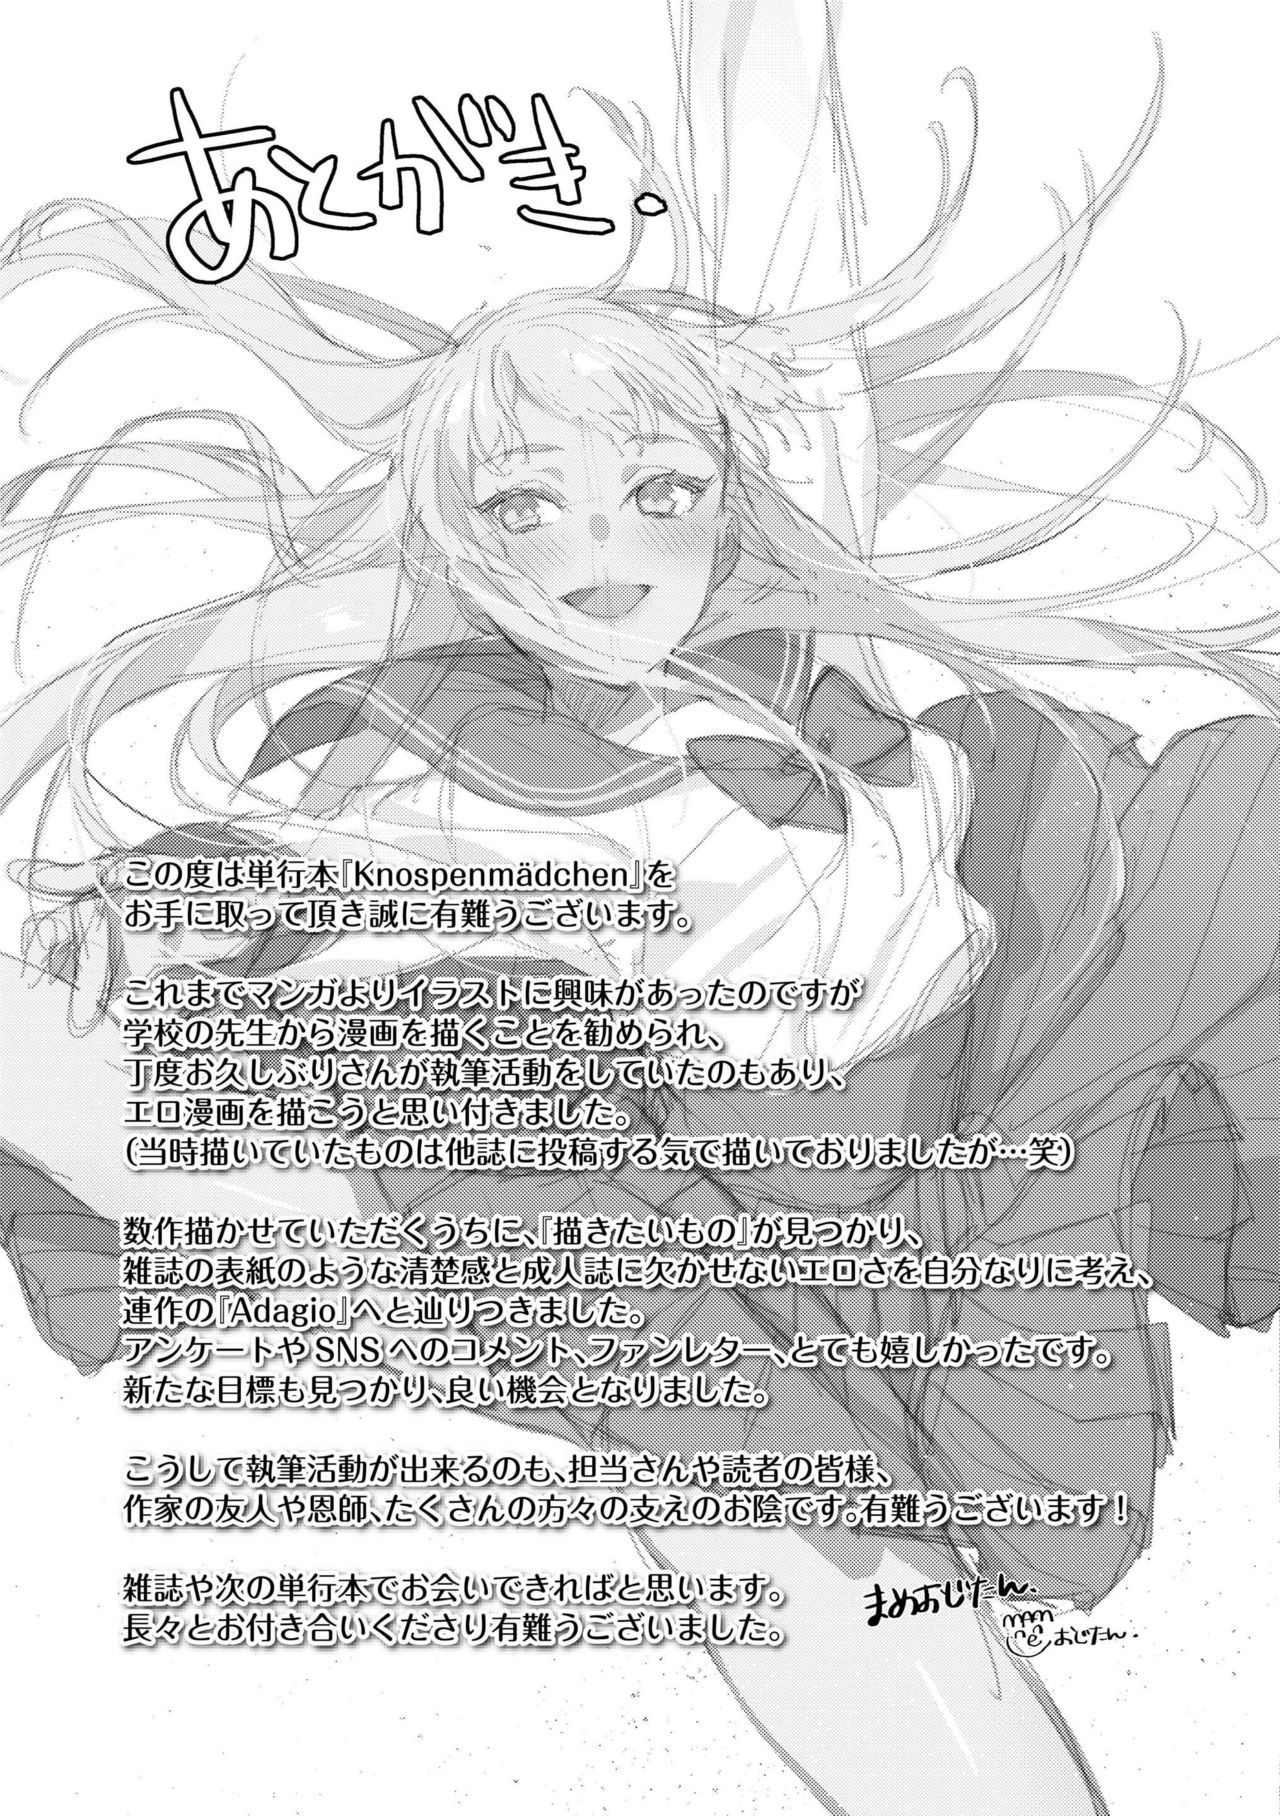 あとがき.
この度は単行本『Knospenmädchen』を
お手に取って頂き誠に有難うございます。
これまでマンガよりイラストに興味があったのですが
学校の先生から漫画を描くことを勧められ、
丁度お久しぶりさんが執筆活動をしていたのもあり、
エロ漫画を描こうと思い付きました。
(当時描いていたものは他誌に投稿する気で描いておりましたが…笑)
数作描かせていただくうちに、『描きたいもの』が見つかり、
雑誌の表紙のような清楚感と成人誌に欠かせないエロさを自分なりに考え、
連作の『Adagio』へと辿りつきました。
アンケートやSNSへのコメント、ファンレター、とても嬉しかったです。
新たな目標も見つかり、良い機会となりました。
こうして執筆活動が出来るのも、担当さんや読者の皆様、
作家の友人や恩師、たくさんの方々の支えのお陰です。有難うございます！
雑誌や次の単行本でお会いできればと思います。
長々とお付き合いくださり有難うございました。
まめおじたん.
おじたん.